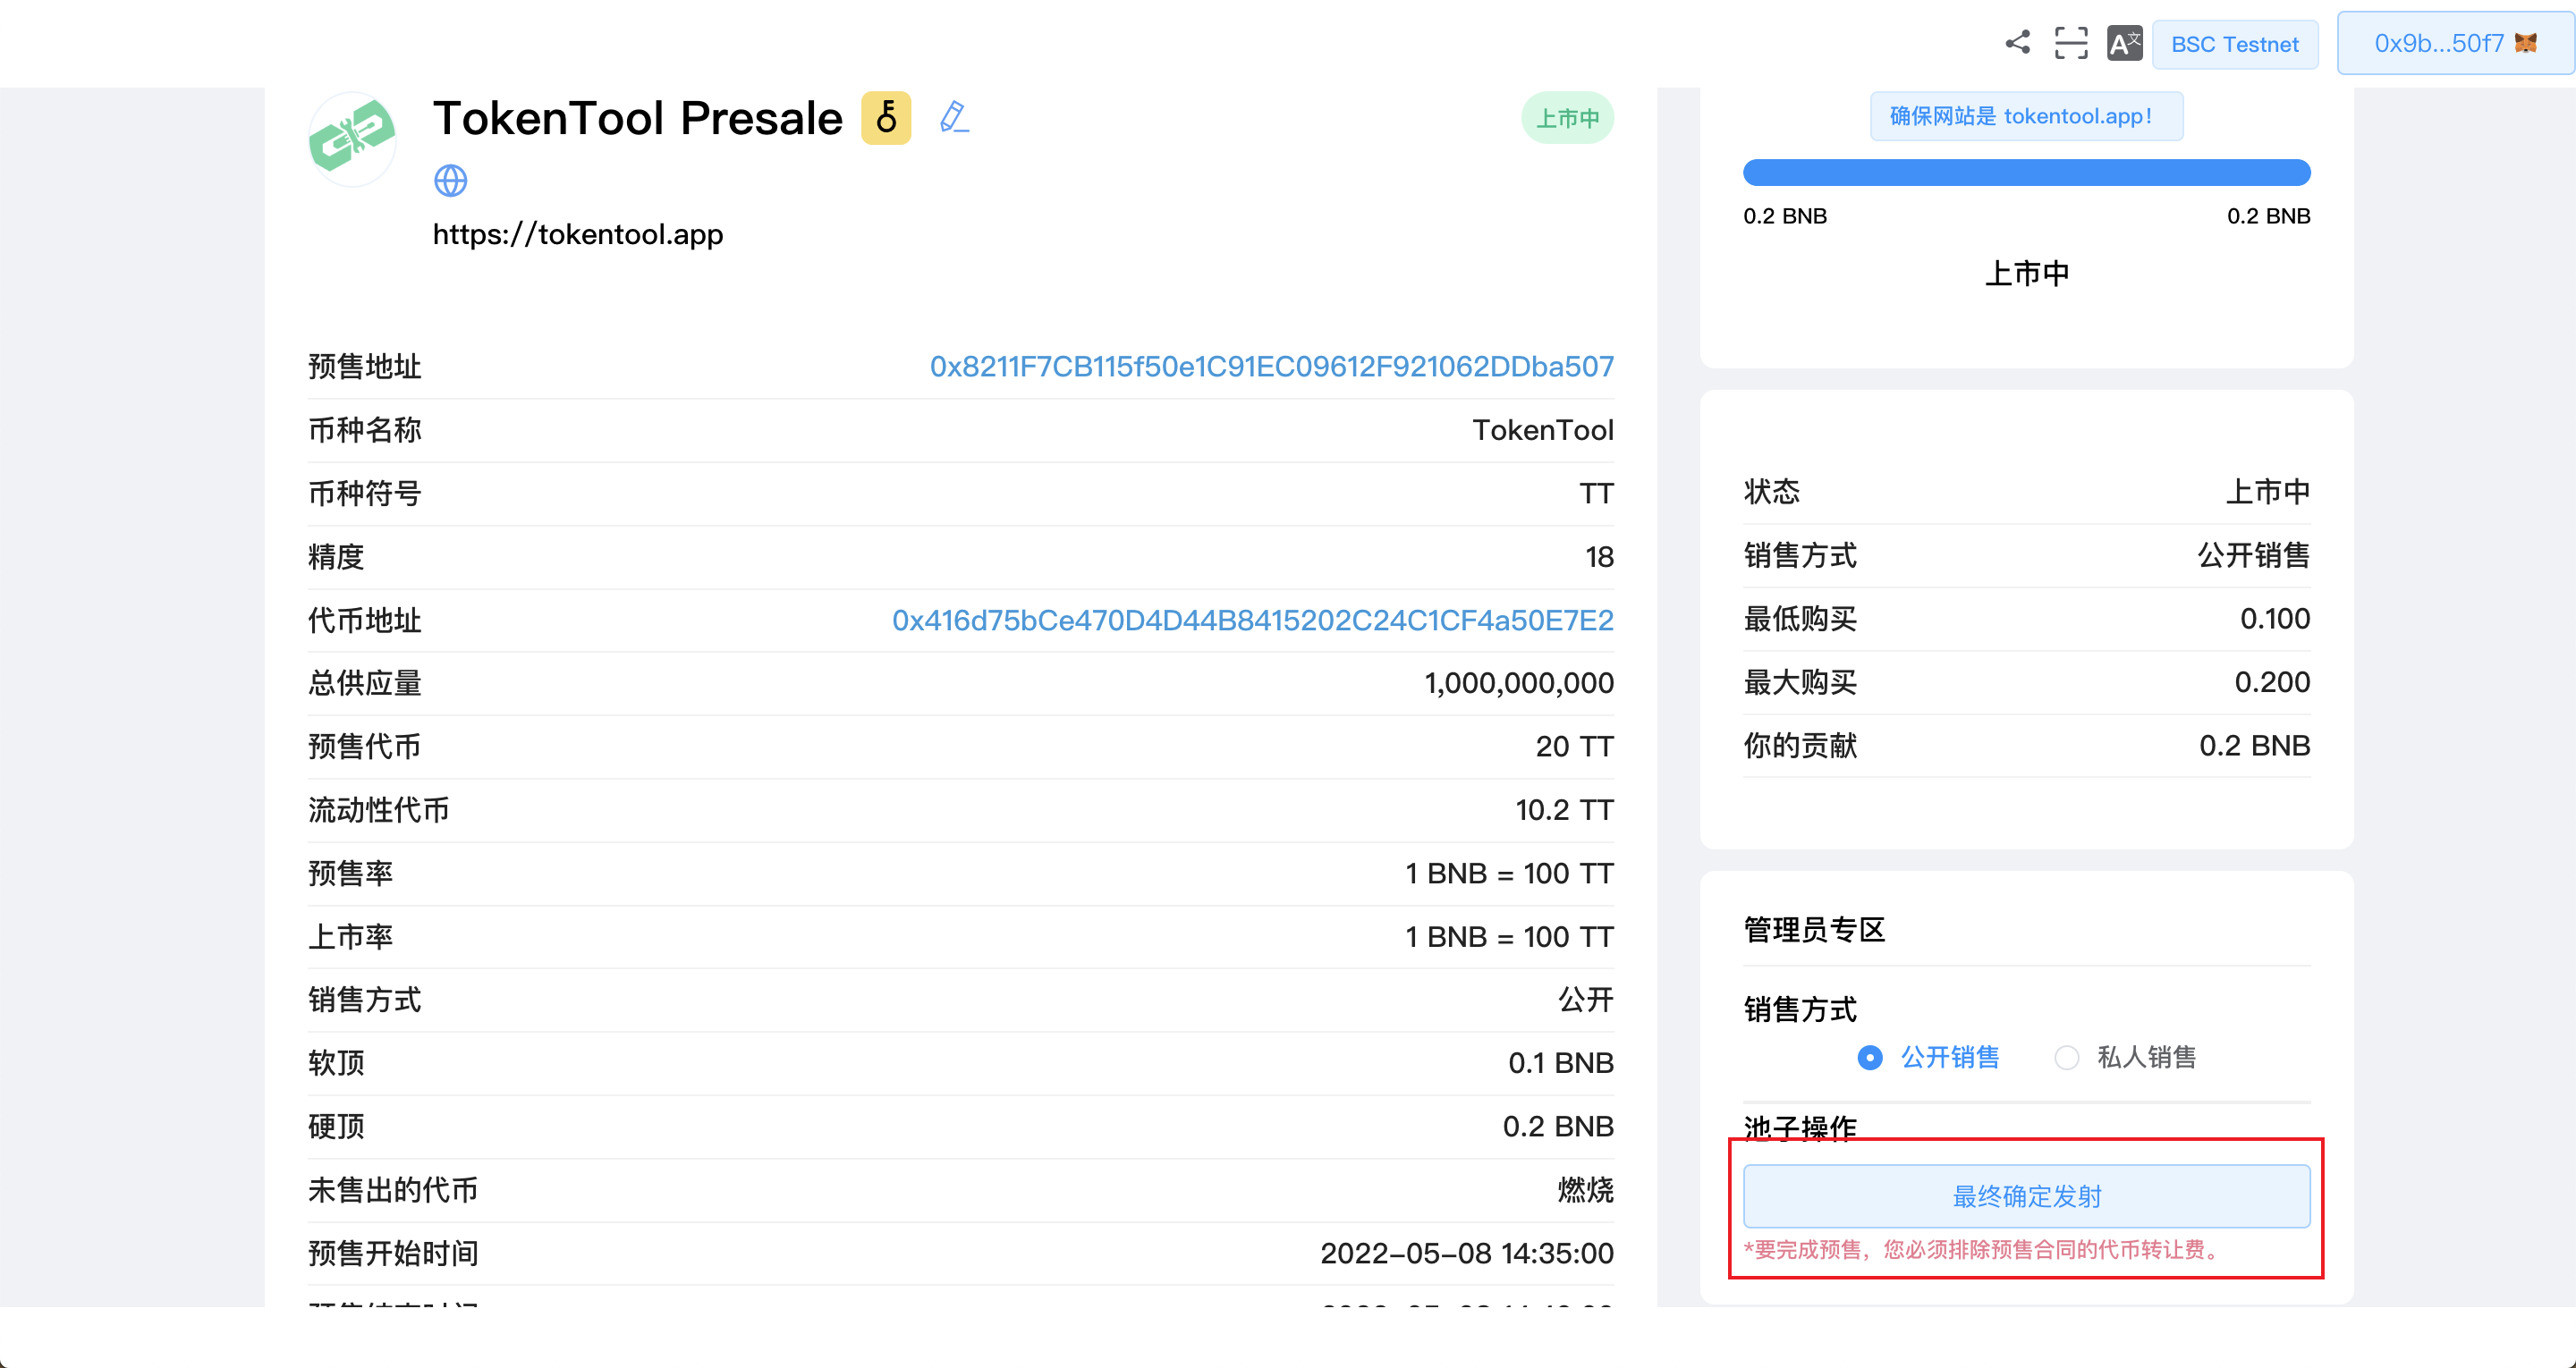 BSC Testnet
0x9b...50f7
TokenTool Presale
上市中
https://tokentool.app
预售地址 0x8211F7CB115f50e1C91EC09612F921062DDba507
币种名称 TokenTool
币种符号 TT
精度 18
代币地址 0x416d75bCe470D4D44B8415202C24C1CF4a50E7E2
总供应量 1,000,000,000
预售代币 20 TT
流动性代币 10.2 TT
预售率 1 BNB = 100 TT
上市率 1 BNB = 100 TT
销售方式 公开
软顶 0.1 BNB
硬顶 0.2 BNB
未售出的代币 燃烧
预售开始时间 2022-05-08 14:35:00
确保网站是 tokentool.app!
0.2 BNB 0.2 BNB
上市中
状态 上市中
销售方式 公开销售
最低购买 0.100
最大购买 0.200
你的贡献 0.2 BNB
管理员专区
销售方式
公开销售 私人销售
池子操作
最终确定发射
*要完成预售，您必须排除预售合同的代币转让费。